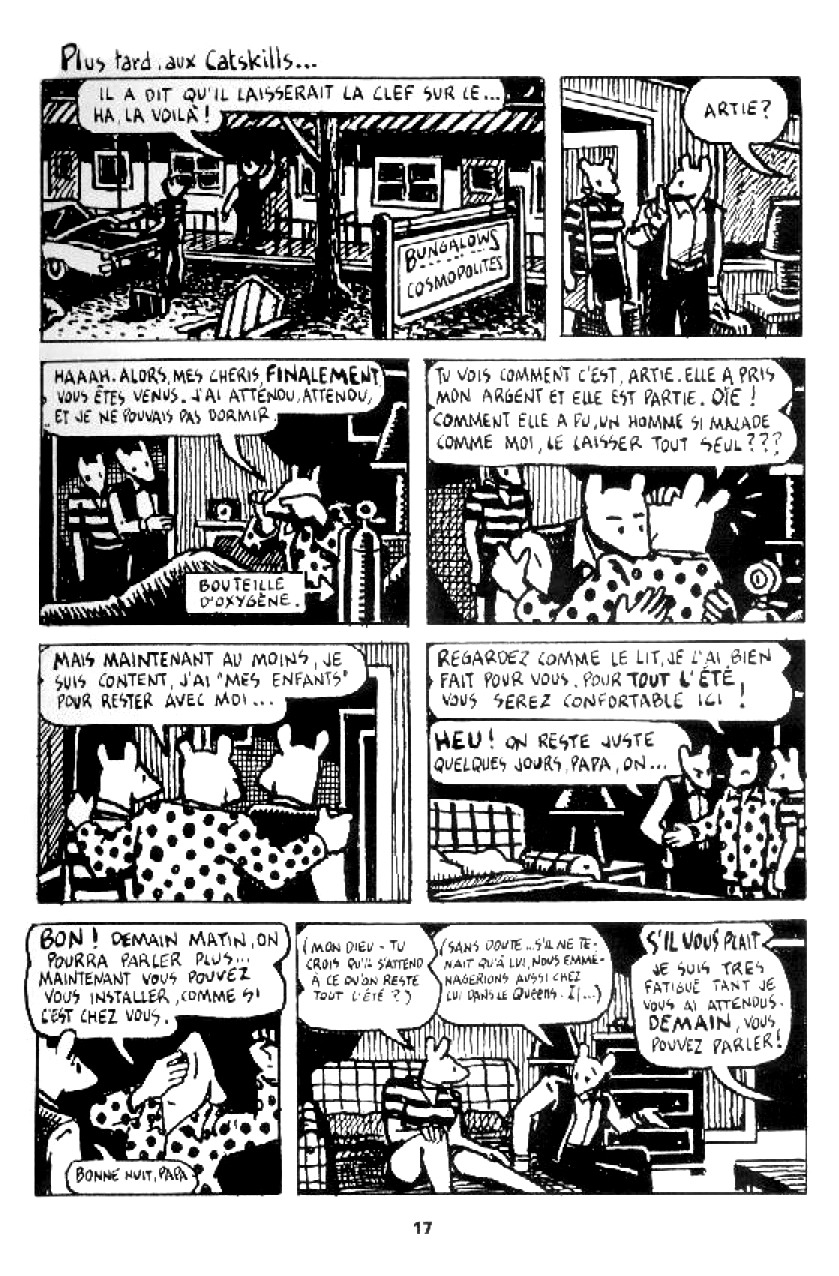 Plus tard, aux Catskills...
IL A DIT QU'IL LAISSERAIT LA CLEF SUR LE...
HA, LA VOILÀ !
BUNGALOWS
COSMOPOLITES
ARTIE?
HAAAH. ALORS, MES CHERIS, FINALEMENT
VOUS ÊTES VENUS. J'AI ATTENDU, ATTENDU,
ET JE NE POUVAIS PAS DORMIR.
BOUTEILLE
D'OXYGÈNE.
TU VOIS COMMENT C'EST, ARTIE. ELLE A PRIS
MON ARGENT ET ELLE EST PARTIE. OÏE !
COMMENT ELLE A PU, UN HOMME SI MALADE
COMME MOI, LE LAISSER TOUT SEUL???
MAIS MAINTENANT AU MOINS, JE
SUIS CONTENT, J'AI "MES ENFANTS"
POUR RESTER AVEC MOI...
REGARDEZ COMME LE LIT, JE L'AI BIEN
FAIT POUR VOUS. POUR TOUT L'ÉTÉ
VOUS SEREZ CONFORTABLE ICI !
HEU! ON RESTE JUSTE
QUELQUES JOURS, PAPA, ON...
BON ! DEMAIN MATIN, ON
POURRA PARLER PLUS...
MAINTENANT VOUS POUVEZ
VOUS INSTALLER, COMME SI
C'EST CHEZ VOUS.
BONNE NUIT, PAPA.
(MON DIEU - TU
CROIS QU'IL S'ATTEND
À CE QU'ON RESTE
TOUT L'ÉTÉ ?)
(SANS DOUTE... S'IL NE TE-
NAIT QU'À LUI, NOUS EMMÉ-
NAGERIONS AUSSI CHEZ
LUI DANS LE Queens. I(...)
S'IL VOUS PLAIT
JE SUIS TRES
FATIGUÉ TANT JE
VOUS AI ATTENDUS.
DEMAIN, VOUS
POUVEZ PARLER!
17